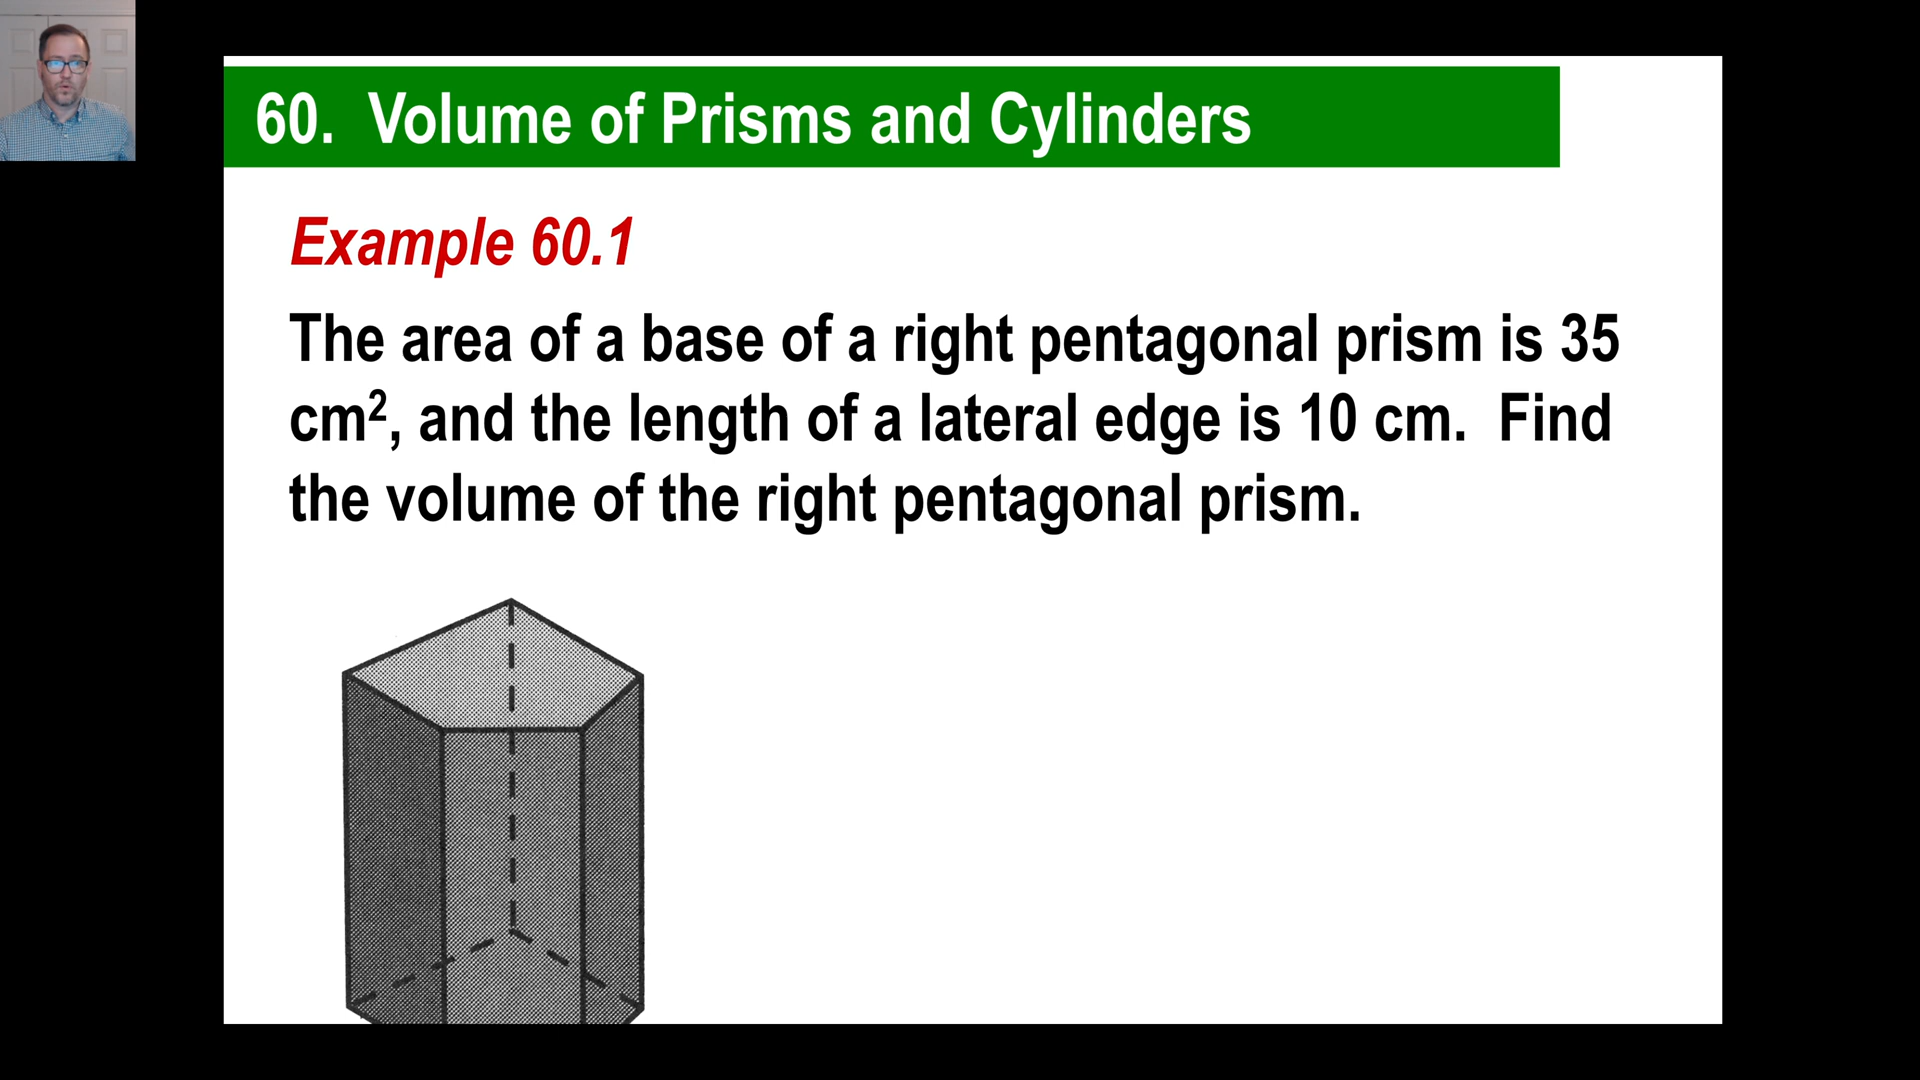 60. Volume of Prisms and Cylinders
Example 60.1
The area of a base of a right pentagonal prism is 35
cm², and the length of a lateral edge is 10 cm. Find
the volume of the right pentagonal prism.